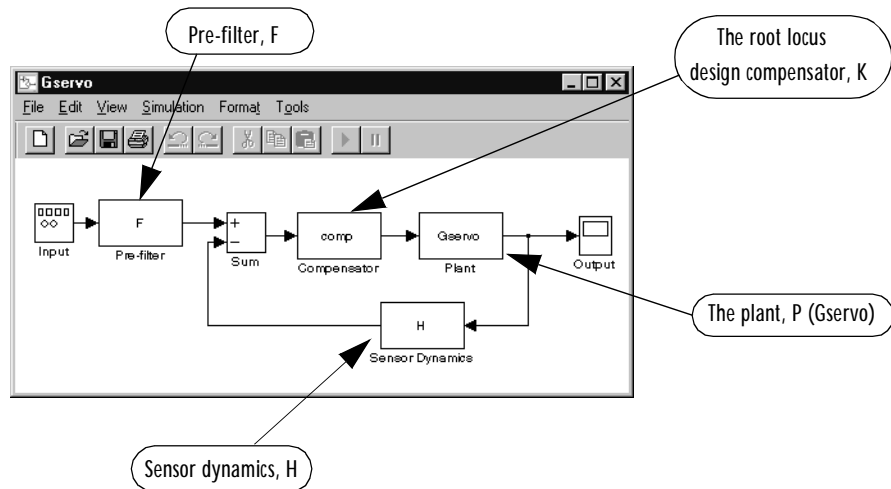 Pre-filter, F
The root locus
design compensator, K
Gservo
File Edit View Simulation Format Tools
F
+
−
comp
Gservo
Input
Pre-filter
Sum
Compensator
Plant
Output
H
Sensor Dynamics
The plant, P (Gservo)
Sensor dynamics, H